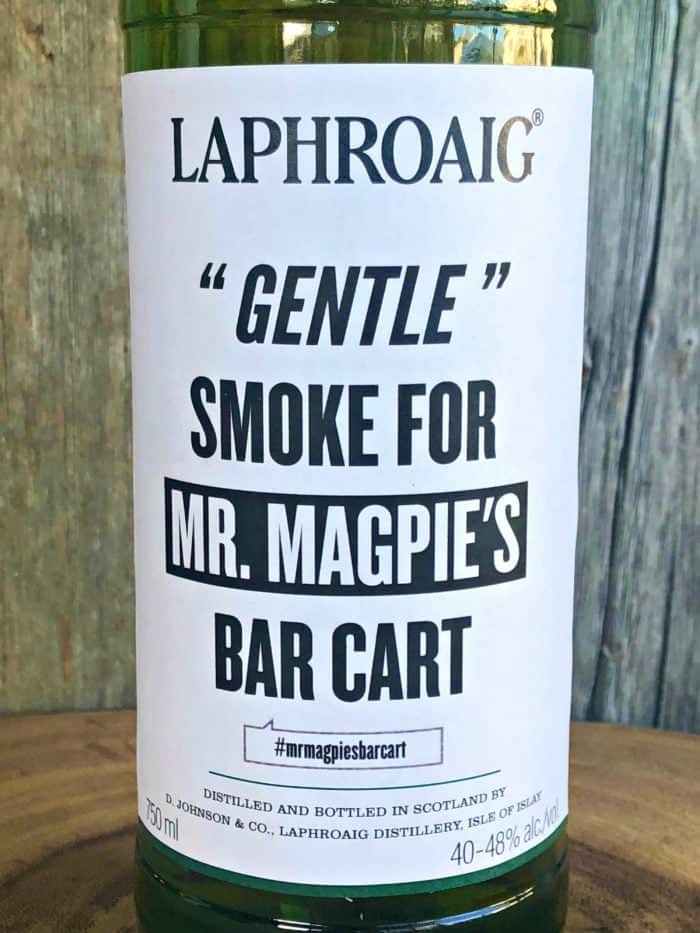 LAPHROAIG®
“ GENTLE ”
SMOKE FOR
MR. MAGPIE'S
BAR CART
#mrmagpiesbarcart
DISTILLED AND BOTTLED IN SCOTLAND BY
D. JOHNSON & CO., LAPHROAIG DISTILLERY, ISLE OF ISLAY
750 ml
40-48% alc./vol.